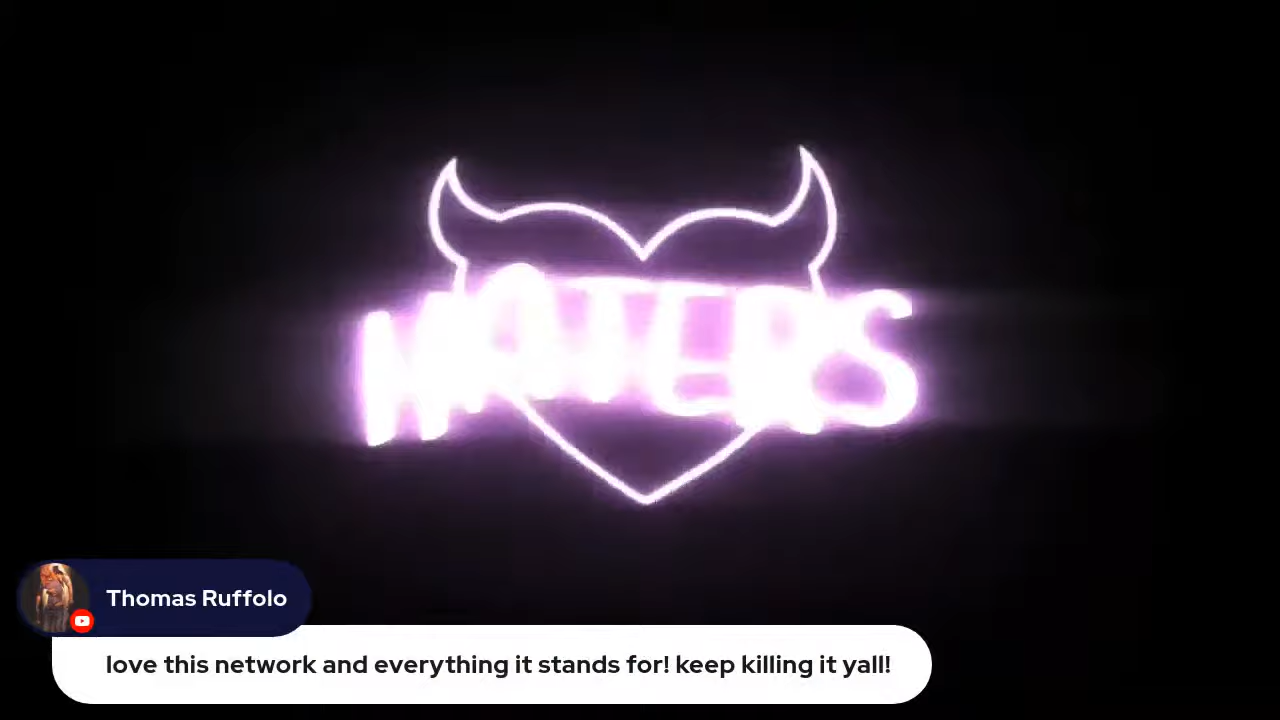 Thomas Ruffolo
love this network and everything it stands for! keep killing it yall!